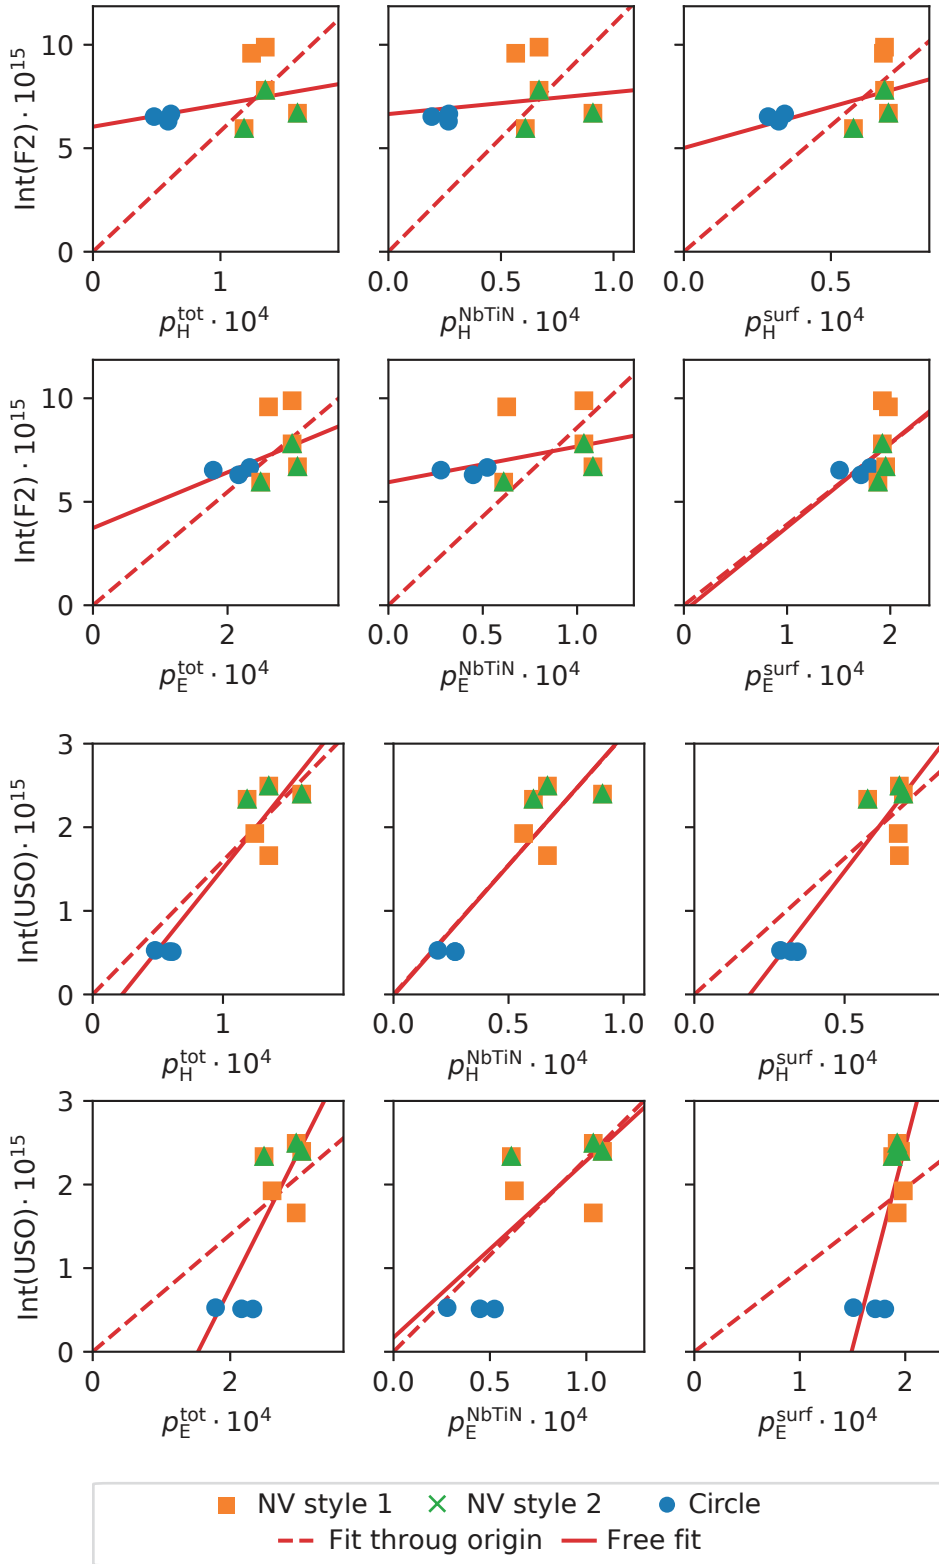 Int(F2) · 10^15
10
5
0
0 1
p_H^tot · 10^4
0.0 0.5 1.0
p_H^NbTiN · 10^4
0.0 0.5
p_H^surf · 10^4
Int(F2) · 10^15
10
5
0
0 2
p_E^tot · 10^4
0.0 0.5 1.0
p_E^NbTiN · 10^4
0 1 2
p_E^surf · 10^4
Int(USO) · 10^15
3
2
1
0
0 1
p_H^tot · 10^4
0.0 0.5 1.0
p_H^NbTiN · 10^4
0.0 0.5
p_H^surf · 10^4
Int(USO) · 10^15
3
2
1
0
0 2
p_E^tot · 10^4
0.0 0.5 1.0
p_E^NbTiN · 10^4
0 1 2
p_E^surf · 10^4
NV style 1 NV style 2 Circle
Fit throug origin Free fit